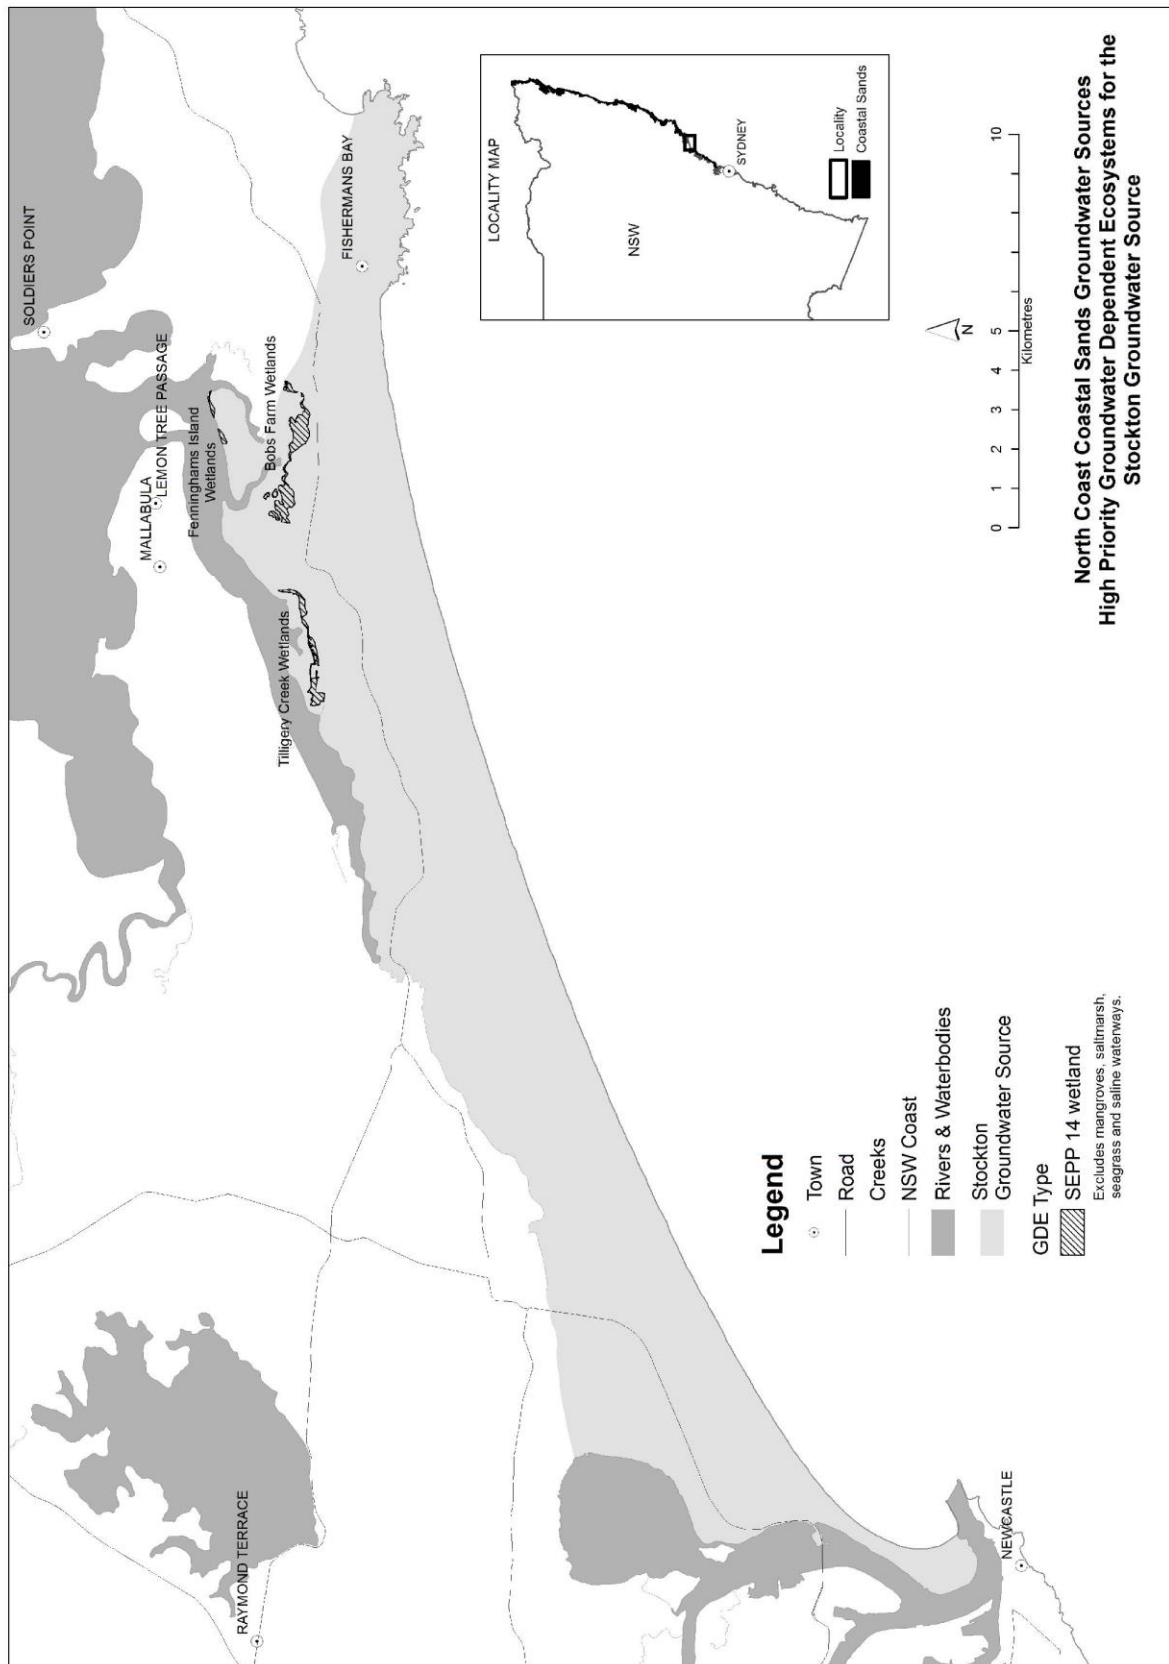 SOLDIERS POINT
LEMON TREE PASSAGE
MALLABULA
Fenninghams Island
Wetlands
Bobs Farm Wetlands
Tilligery Creek Wetlands
FISHERMANS BAY
RAYMOND TERRACE
NEWCASTLE
LOCALITY MAP
NSW
SYDNEY
Locality
Coastal Sands
Legend
Town
Road
Creeks
NSW Coast
Rivers & Waterbodies
Stockton
Groundwater Source
GDE Type
SEPP 14 wetland
Excludes mangroves, saltmarsh,
seagrass and saline waterways.
N
0 1 2 3 4 5 10
Kilometres
North Coast Coastal Sands Groundwater Sources
High Priority Groundwater Dependent Ecosystems for the
Stockton Groundwater Source